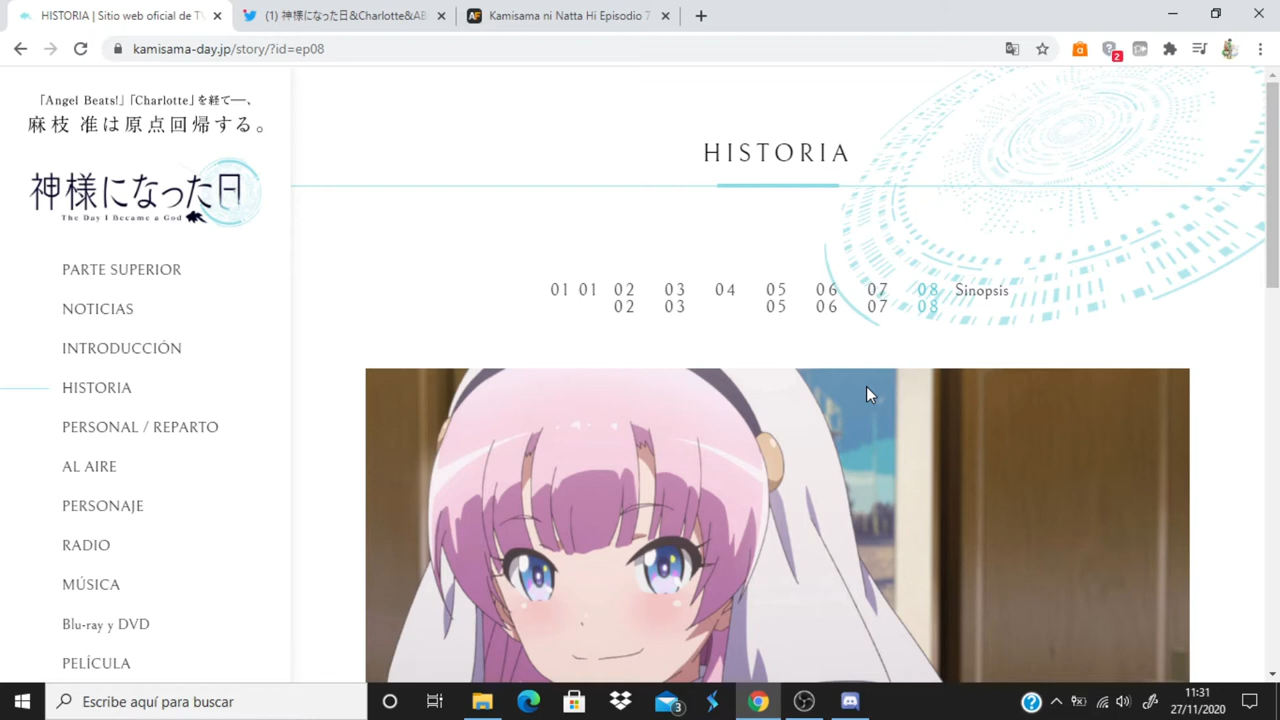 HISTORIA | Sitio web oficial de TV
(1) 神様になった日&Charlotte&AB
Kamisama ni Natta Hi Episodio 7
kamisama-day.jp/story/?id=ep08
2
「Angel Beats!」「Charlotte」を経て―、
麻枝 准は原点回帰する。
神様になった日
The Day I Became a God
PARTE SUPERIOR
NOTICIAS
INTRODUCCIÓN
HISTORIA
PERSONAL / REPARTO
AL AIRE
PERSONAJE
RADIO
MÚSICA
Blu-ray y DVD
PELÍCULA
HISTORIA
01 01 02 03 04 05 06 07 08 Sinopsis
02 03 05 06 07 08
Escribe aquí para buscar
3
11:31
27/11/2020